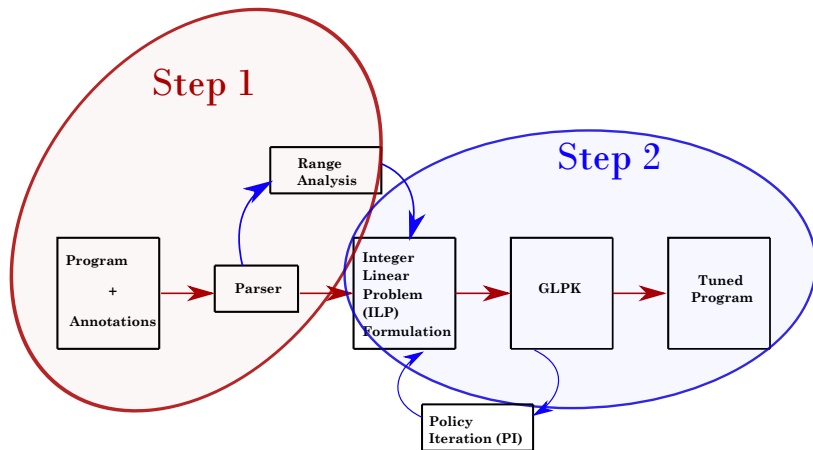 Step 1
Step 2
Range
Analysis
Program
+
Annotations
Parser
Integer
Linear
Problem
(ILP)
Formulation
GLPK
Tuned
Program
Policy
Iteration (PI)